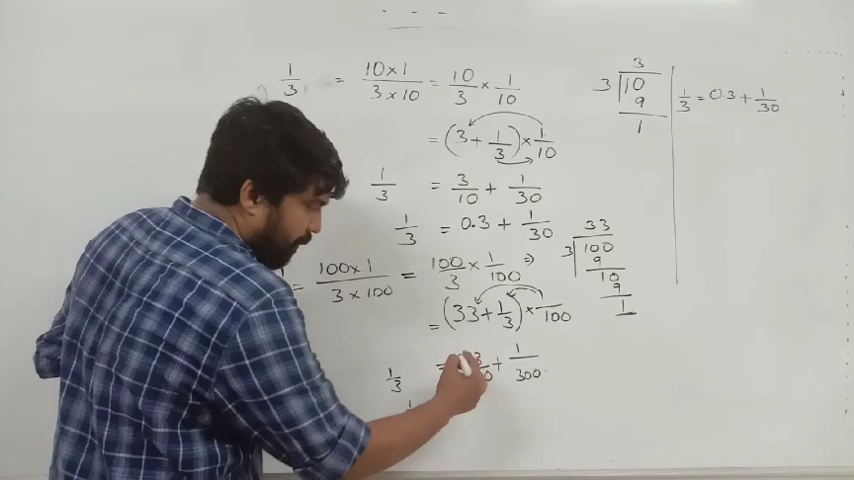 1/3 = 10×1/3×10 = 10/3 × 1/10
= (3 + 1/3) × 1/10
1/3 = 3/10 + 1/30
1/3 = 0.3 + 1/30
= 100×1/3×100 = 100/3 × 1/100 ⇒
= (33 + 1/3) × 1/100
1/3 = + 1/300
3
3 10
9
1
1/3 = 0.3 + 1/30
33
3 100
9
10
9
1